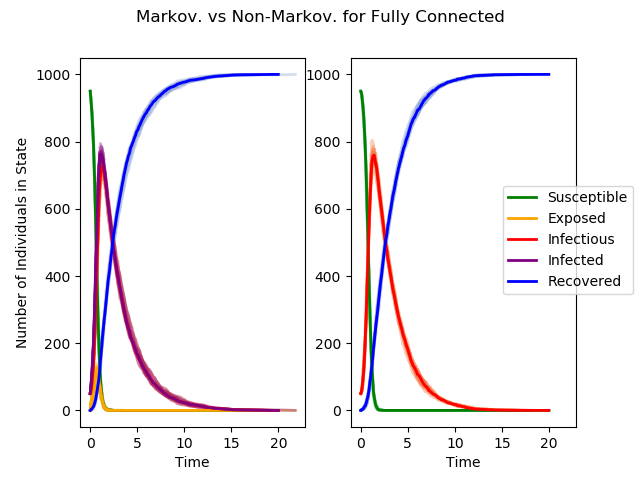 Markov. vs Non-Markov. for Fully Connected
Number of Individuals in State
1000
800
600
400
200
0
0 5 10 15 20
Time
1000
800
600
400
200
0
0 5 10 15 20
Time
Susceptible
Exposed
Infectious
Infected
Recovered